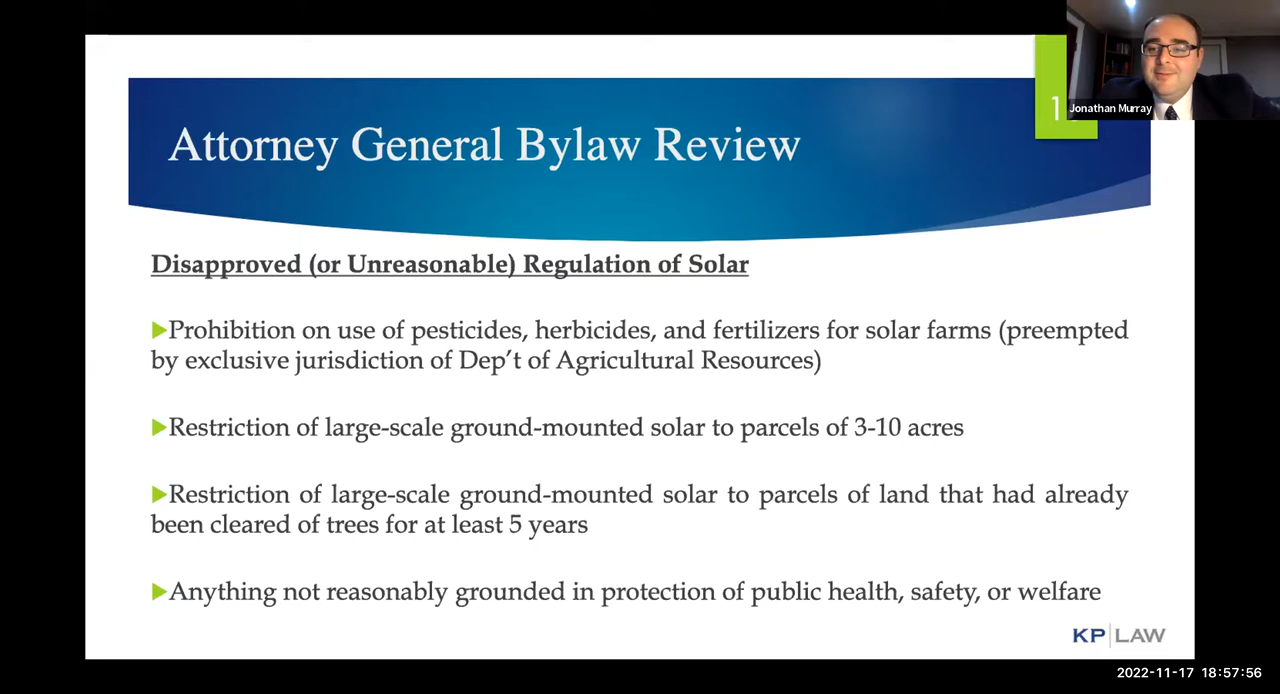 Attorney General Bylaw Review
1
Jonathan Murray
Disapproved (or Unreasonable) Regulation of Solar
Prohibition on use of pesticides, herbicides, and fertilizers for solar farms (preempted
by exclusive jurisdiction of Dep’t of Agricultural Resources)
Restriction of large-scale ground-mounted solar to parcels of 3-10 acres
Restriction of large-scale ground-mounted solar to parcels of land that had already
been cleared of trees for at least 5 years
Anything not reasonably grounded in protection of public health, safety, or welfare
KP|LAW
2022-11-17 18:57:56